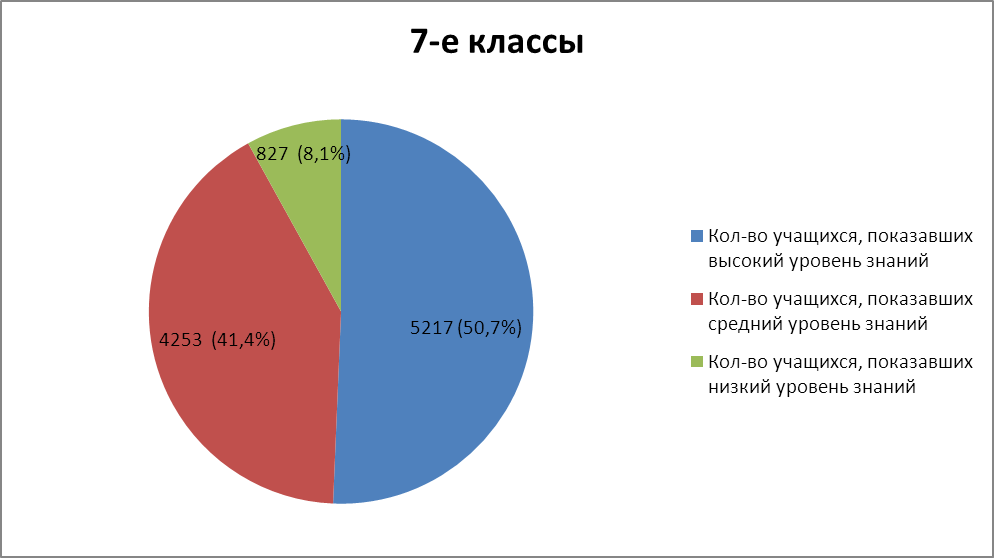 7-е классы
827 (8,1%)
5217 (50,7%)
4253 (41,4%)
Кол-во учащихся, показавших
высокий уровень знаний
Кол-во учащихся, показавших
средний уровень знаний
Кол-во учащихся, показавших
низкий уровень знаний